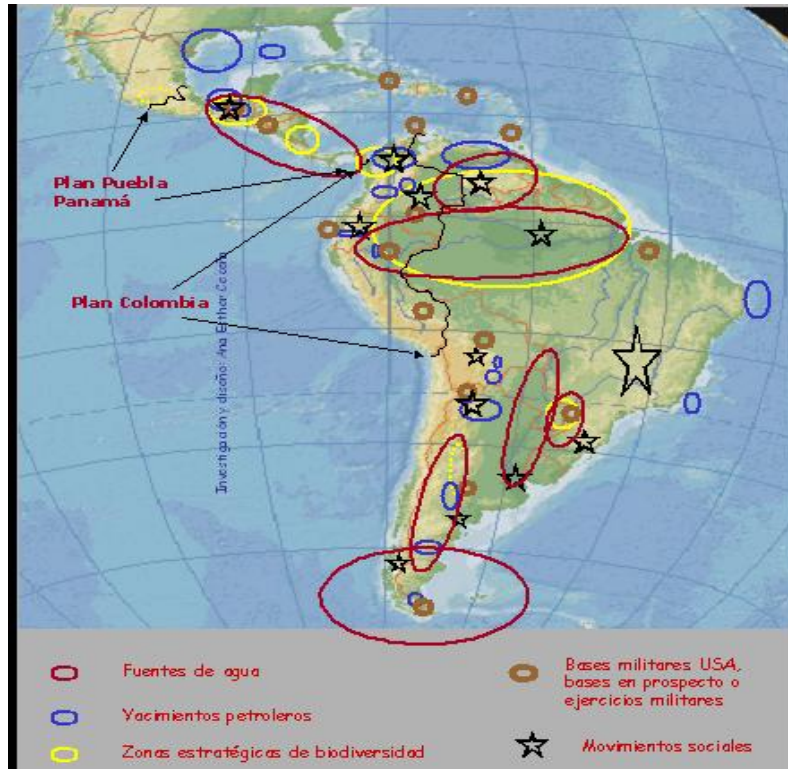 Plan Puebla
Panamá
Plan Colombia
Investigación y diseño: Ana Esther Ceceña
Fuentes de agua
Yacimientos petroleros
Zonas estratégicas de biodiversidad
Bases militares USA,
bases en prospecto o
ejercicios militares
Movimientos sociales